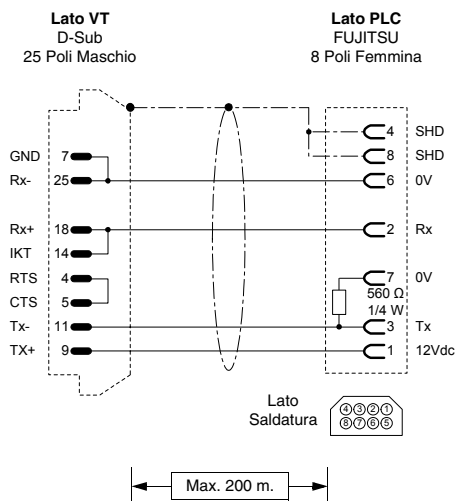 Lato VT
D-Sub
25 Poli Maschio
Lato PLC
FUJITSU
8 Poli Femmina
4 SHD
8 SHD
GND 7
Rx- 25
6 0V
Rx+ 18
2 Rx
IKT 14
RTS 4
7 0V
CTS 5
560 Ω
1/4 W
Tx- 11
3 Tx
TX+ 9
1 12Vdc
Lato
Saldatura
4 3 2 1
8 7 6 5
Max. 200 m.